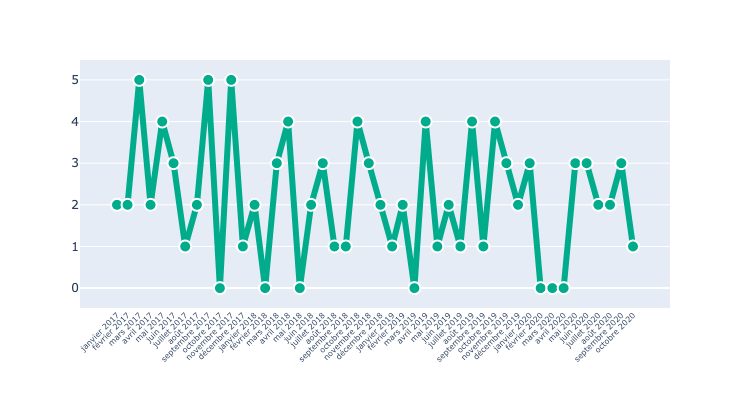 5
4
3
2
1
0
janvier 2017
février 2017
mars 2017
avril 2017
mai 2017
juin 2017
juillet 2017
août 2017
septembre 2017
octobre 2017
novembre 2017
décembre 2017
janvier 2018
février 2018
mars 2018
avril 2018
mai 2018
juin 2018
juillet 2018
août 2018
septembre 2018
octobre 2018
novembre 2018
décembre 2018
janvier 2019
février 2019
mars 2019
avril 2019
mai 2019
juin 2019
juillet 2019
août 2019
septembre 2019
octobre 2019
novembre 2019
décembre 2019
janvier 2020
février 2020
mars 2020
avril 2020
mai 2020
juin 2020
juillet 2020
août 2020
septembre 2020
octobre 2020